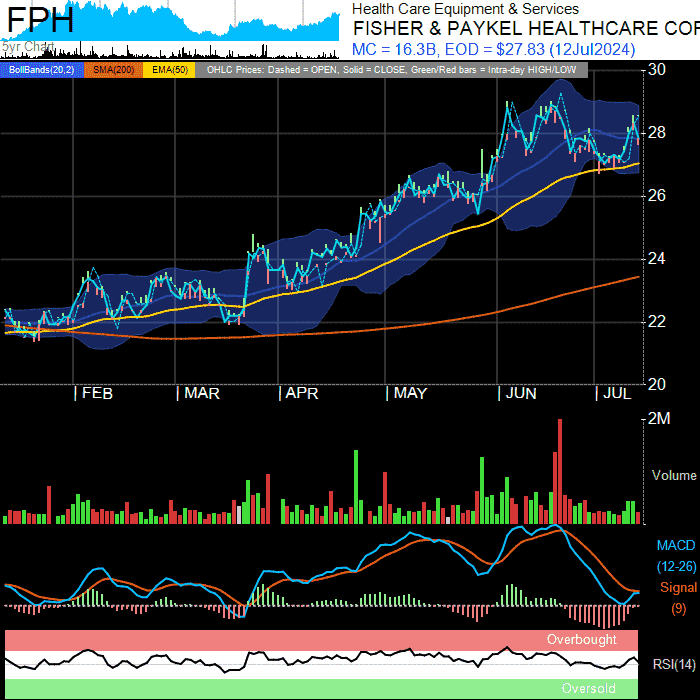 FPH
5yr Chart
Health Care Equipment & Services
FISHER & PAYKEL HEALTHCARE COR
MC = 16.3B, EOD = $27.83 (12Jul2024)
BollBands(20,2) SMA(200) EMA(50) OHLC Prices: Dashed = OPEN, Solid = CLOSE, Green/Red bars = Intra-day HIGH/LOW
30
28
26
24
22
20
| FEB | MAR | APR | MAY | JUN | JUL
2M
Volume
MACD
(12-26)
Signal
(9)
Overbought
RSI(14)
Oversold